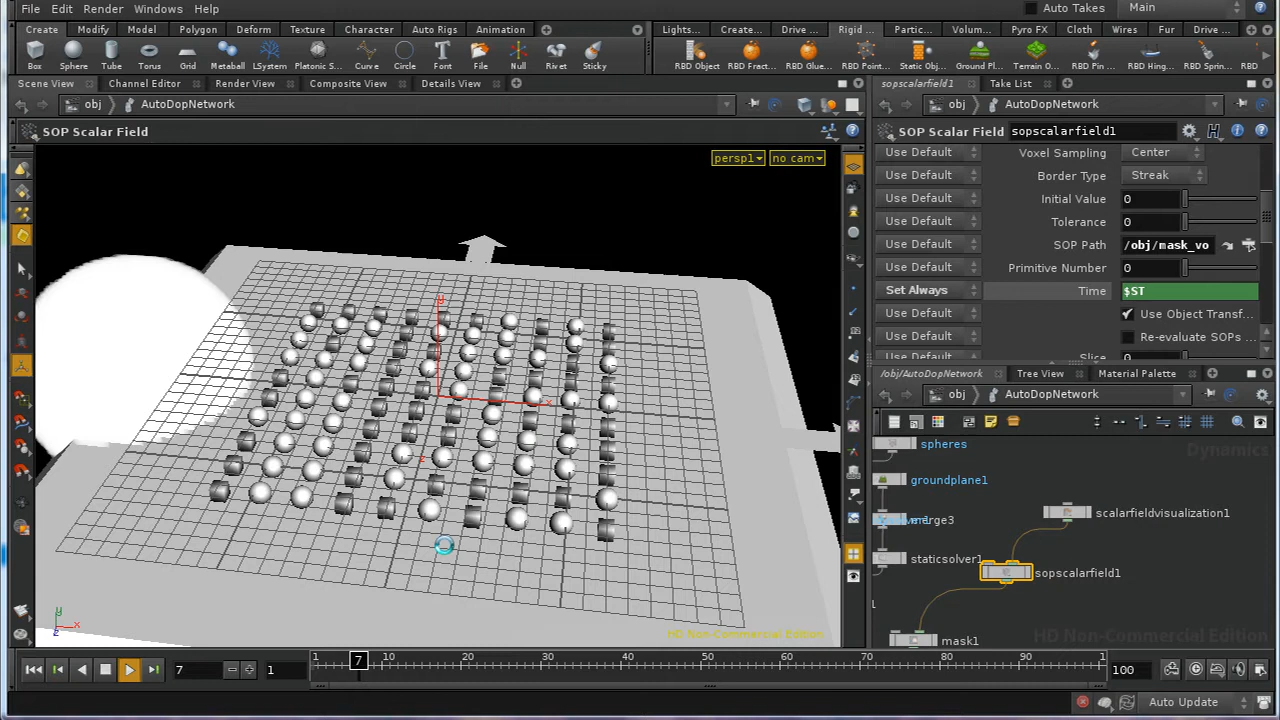 File Edit Render Windows Help Auto Takes Main
Create Modify Model Polygon Deform Texture Character Auto Rigs Animation Lights... Create... Drive ... Rigid ... Partic... Volum... Pyro FX Cloth Wires Fur Drive ...
Box Sphere Tube Torus Grid Metaball LSystem Platonic S... Curve Circle Null Font File Spiral Rivet Sticky RBD Object RBD Fract... RBD Glue... RBD Point... Static Obj... Ground Pl... Terrain O... RBD Pin ... RBD Hing... RBD Sprin... RBD
Scene View Channel Editor Render View Composite View Details View sopscalarfield1 Take List
obj AutoDopNetwork obj AutoDopNetwork
SOP Scalar Field SOP Scalar Field sopscalarfield1
persp1 no cam
Use Default Voxel Sampling Center
Use Default Border Type Streak
Use Default Initial Value 0
Use Default Tolerance 0
Use Default SOP Path /obj/mask_vo
Use Default Primitive Number 0
Set Always Time $ST
Use Default Use Object Transf...
Use Default Re-evaluate SOPs ...
Use Default Slice 0
/obj/AutoDopNetwork Tree View Material Palette
obj AutoDopNetwork
spheres
Dynamics
groundplane1
merge3
scalarfieldvisualization1
staticsolver1
sopscalarfield1
mask1
HD Non-Commercial Edition
HD Non-Commercial Edition
y
x
z
y
x
z
7 1 1 7 10 20 30 40 50 60 70 80 90 1 100
Auto Update